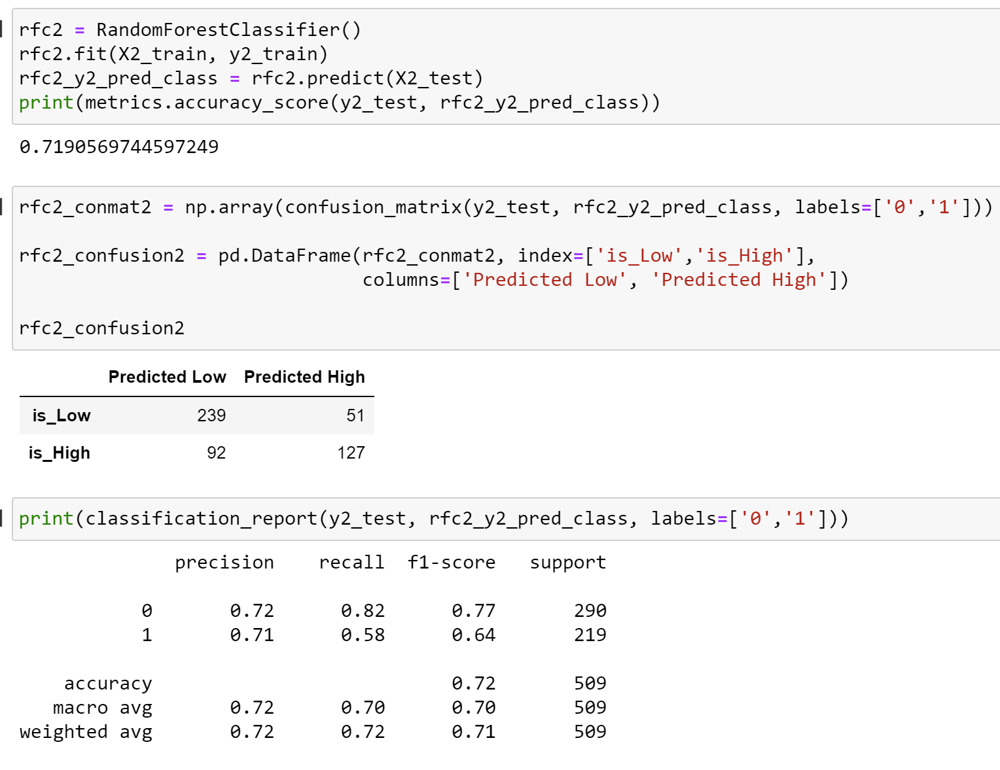 rfc2 = RandomForestClassifier()
rfc2.fit(X2_train, y2_train)
rfc2_y2_pred_class = rfc2.predict(X2_test)
print(metrics.accuracy_score(y2_test, rfc2_y2_pred_class))
0.7190569744597249
rfc2_conmat2 = np.array(confusion_matrix(y2_test, rfc2_y2_pred_class, labels=['0','1']))
rfc2_confusion2 = pd.DataFrame(rfc2_conmat2, index=['is_Low','is_High'],
columns=['Predicted Low', 'Predicted High'])
rfc2_confusion2
Predicted Low Predicted High
is_Low 239 51
is_High 92 127
print(classification_report(y2_test, rfc2_y2_pred_class, labels=['0','1']))
precision recall f1-score support
0 0.72 0.82 0.77 290
1 0.71 0.58 0.64 219
accuracy 0.72 509
macro avg 0.72 0.70 0.70 509
weighted avg 0.72 0.72 0.71 509